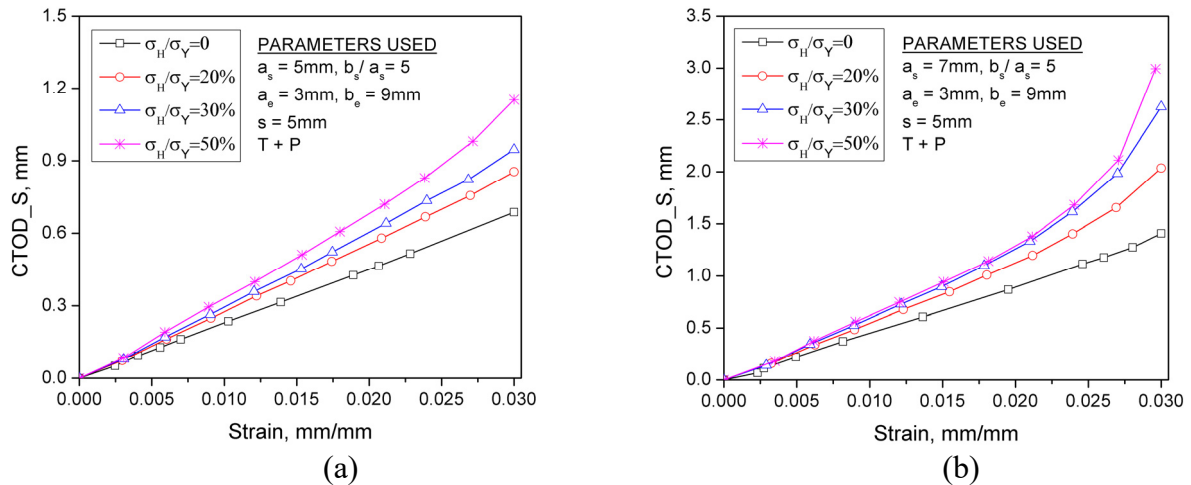 1.5
1.2
0.9
0.6
0.3
0.0
CTOD_S, mm
σH/σY=0
σH/σY=20%
σH/σY=30%
σH/σY=50%
PARAMETERS USED
as = 5mm, bs/ as = 5
ae = 3mm, be = 9mm
s = 5mm
T + P
0.000 0.005 0.010 0.015 0.020 0.025 0.030
Strain, mm/mm
(a)
3.5
3.0
2.5
2.0
1.5
1.0
0.5
0.0
CTOD_S, mm
σH/σY=0
σH/σY=20%
σH/σY=30%
σH/σY=50%
PARAMETERS USED
as = 7mm, bs/ as = 5
ae = 3mm, be = 9mm
s = 5mm
T + P
0.000 0.005 0.010 0.015 0.020 0.025 0.030
Strain, mm/mm
(b)